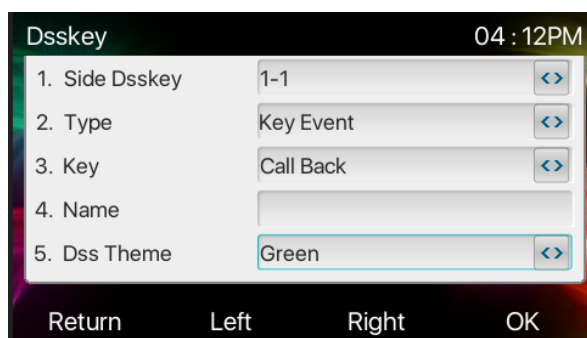 Dsskey 04 : 12PM
1. Side Dsskey 1-1
2. Type Key Event
3. Key Call Back
4. Name
5. Dss Theme Green
Return Left Right OK